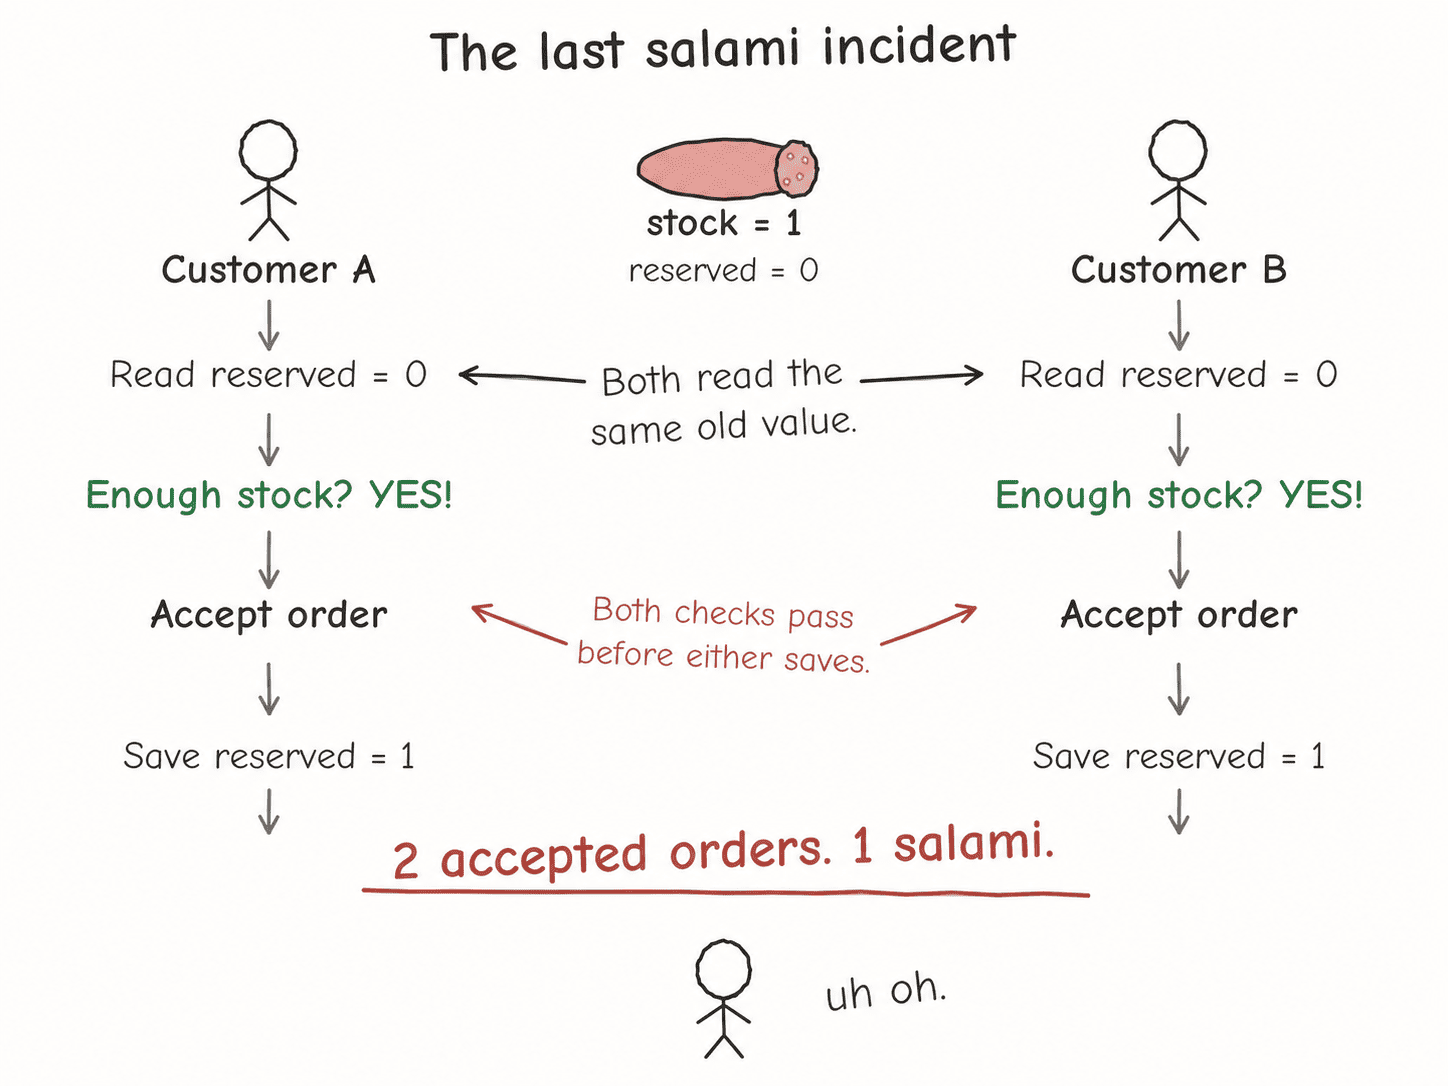 The last salami incident
stock = 1
reserved = 0
Customer A
Customer B
Read reserved = 0
Both read the
same old value.
Read reserved = 0
Enough stock? YES!
Enough stock? YES!
Accept order
Both checks pass
before either saves.
Accept order
Save reserved = 1
Save reserved = 1
2 accepted orders. 1 salami.
uh oh.